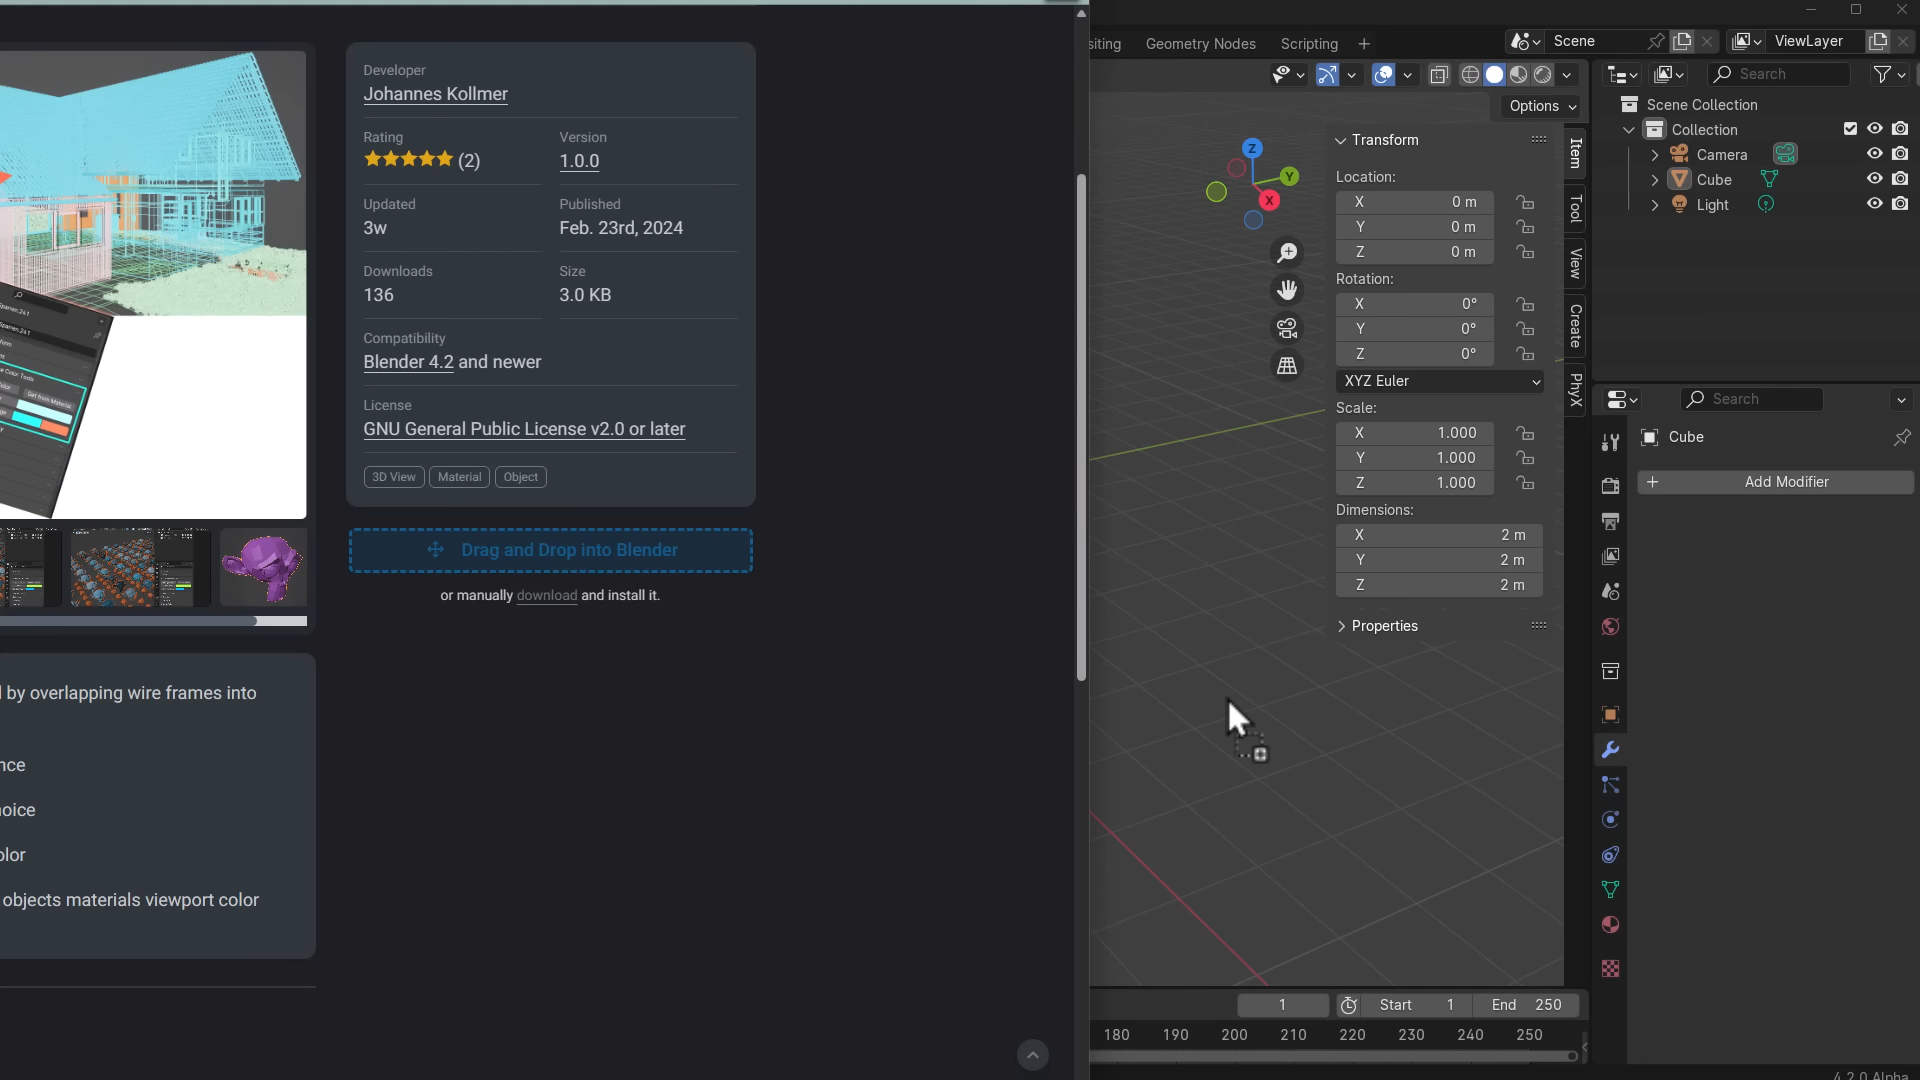 Developer
Johannes Kollmer
Rating
(2)
Version
1.0.0
Updated
3w
Published
Feb. 23rd, 2024
Downloads
136
Size
3.0 KB
Compatibility
Blender 4.2 and newer
License
GNU General Public License v2.0 or later
3D View
Material
Object
Drag and Drop into Blender
or manually download and install it.
by overlapping wire frames into
nce
oice
olor
objects materials viewport color
siting
Geometry Nodes
Scripting
Scene
ViewLayer
Options
Z
Y
X
Transform
Location:
X 0 m
Y 0 m
Z 0 m
Rotation:
X 0°
Y 0°
Z 0°
XYZ Euler
Scale:
X 1.000
Y 1.000
Z 1.000
Dimensions:
X 2 m
Y 2 m
Z 2 m
Properties
Item
Tool
View
Create
PhyX
1
Start 1
End 250
180 190 200 210 220 230 240 250
Search
Scene Collection
Collection
Camera
Cube
Light
Search
Cube
Add Modifier
4.2.0 Alpha